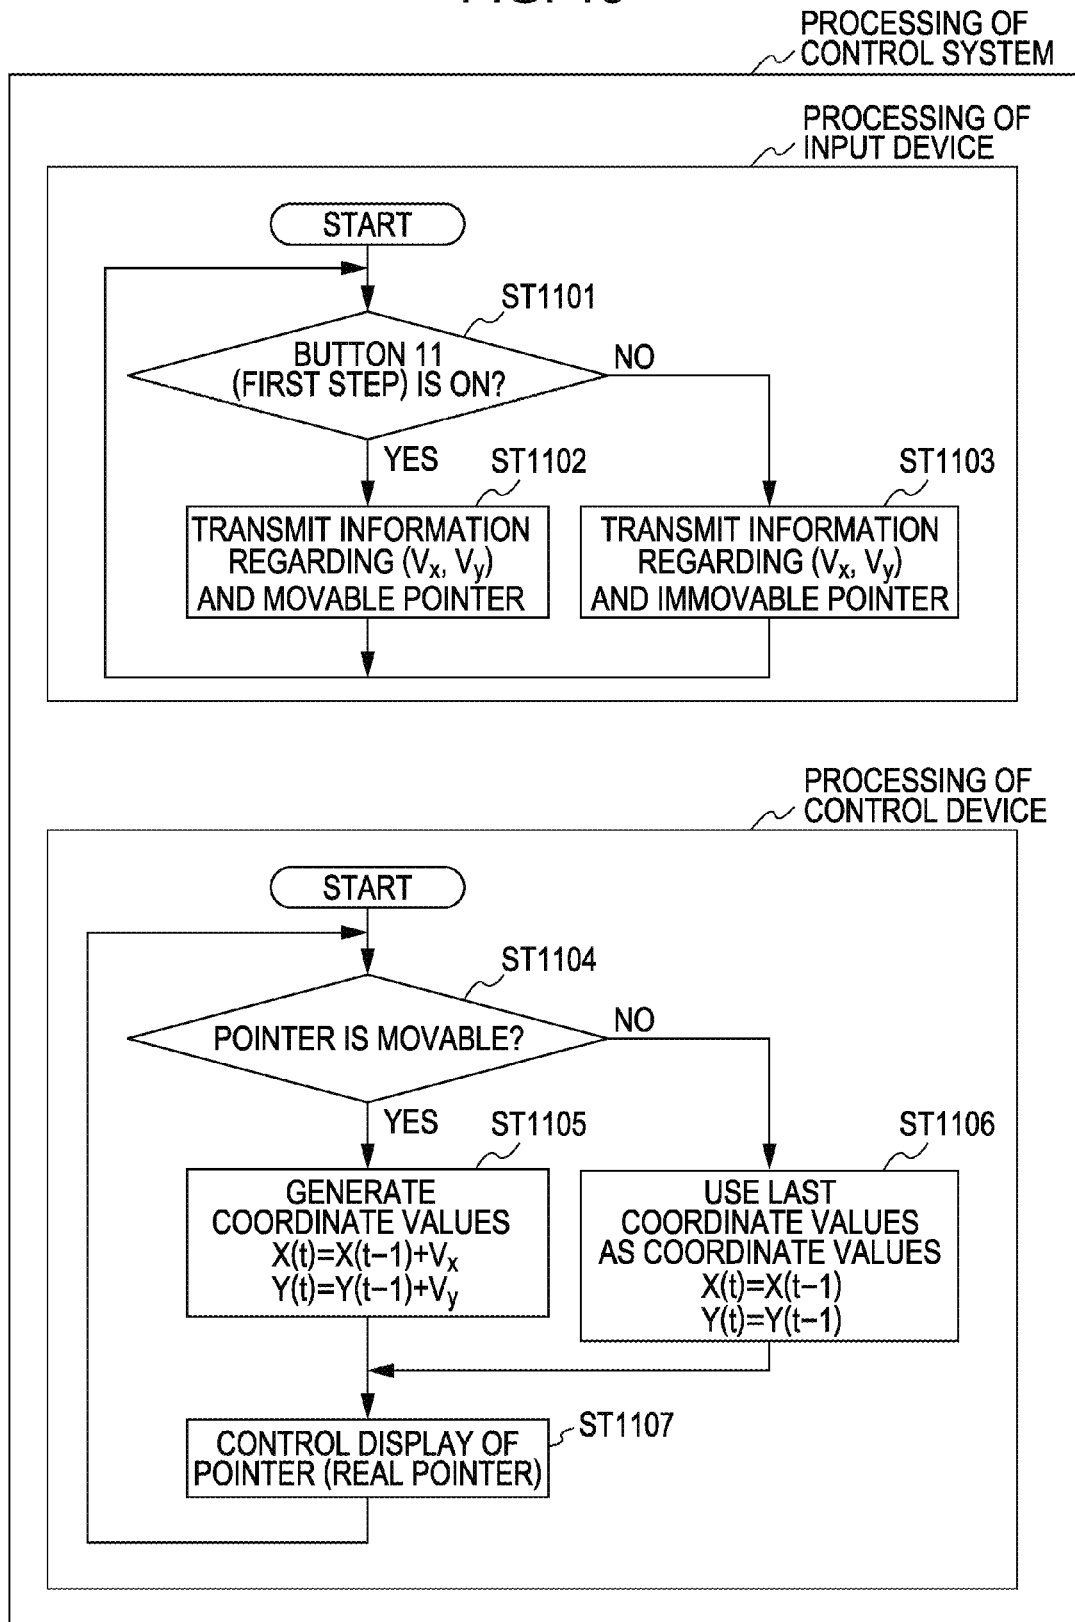 PROCESSING OF
CONTROL SYSTEM
PROCESSING OF
INPUT DEVICE
START
ST1101
BUTTON 11
(FIRST STEP) IS ON?
NO
YES
ST1102
ST1103
TRANSMIT INFORMATION
REGARDING (Vx, Vy)
AND MOVABLE POINTER
TRANSMIT INFORMATION
REGARDING (Vx, Vy)
AND IMMOVABLE POINTER
PROCESSING OF
CONTROL DEVICE
START
ST1104
POINTER IS MOVABLE?
NO
YES
ST1105
ST1106
GENERATE
COORDINATE VALUES
X(t)=X(t−1)+Vx
Y(t)=Y(t−1)+Vy
USE LAST
COORDINATE VALUES
AS COORDINATE VALUES
X(t)=X(t−1)
Y(t)=Y(t−1)
ST1107
CONTROL DISPLAY OF
POINTER (REAL POINTER)